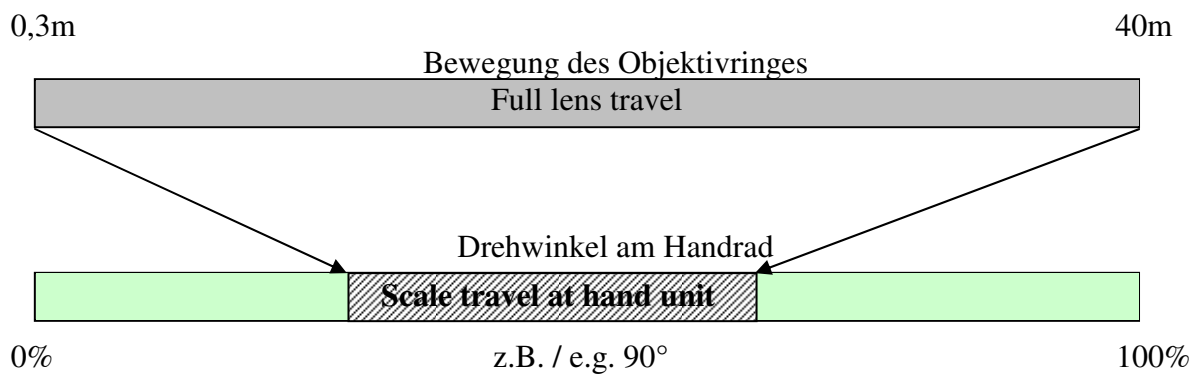 0,3m 40m
Bewegung des Objektivringes
Full lens travel
Drehwinkel am Handrad
Scale travel at hand unit
0% z.B. / e.g. 90° 100%